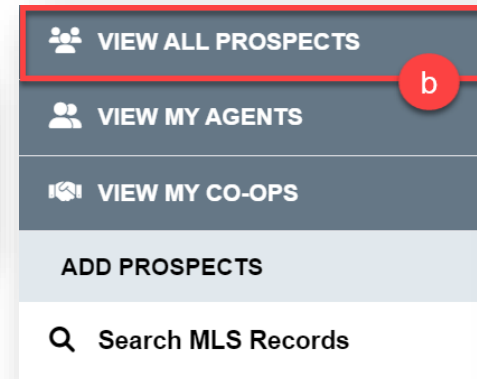 VIEW ALL PROSPECTS
b
VIEW MY AGENTS
VIEW MY CO-OPS
ADD PROSPECTS
Search MLS Records